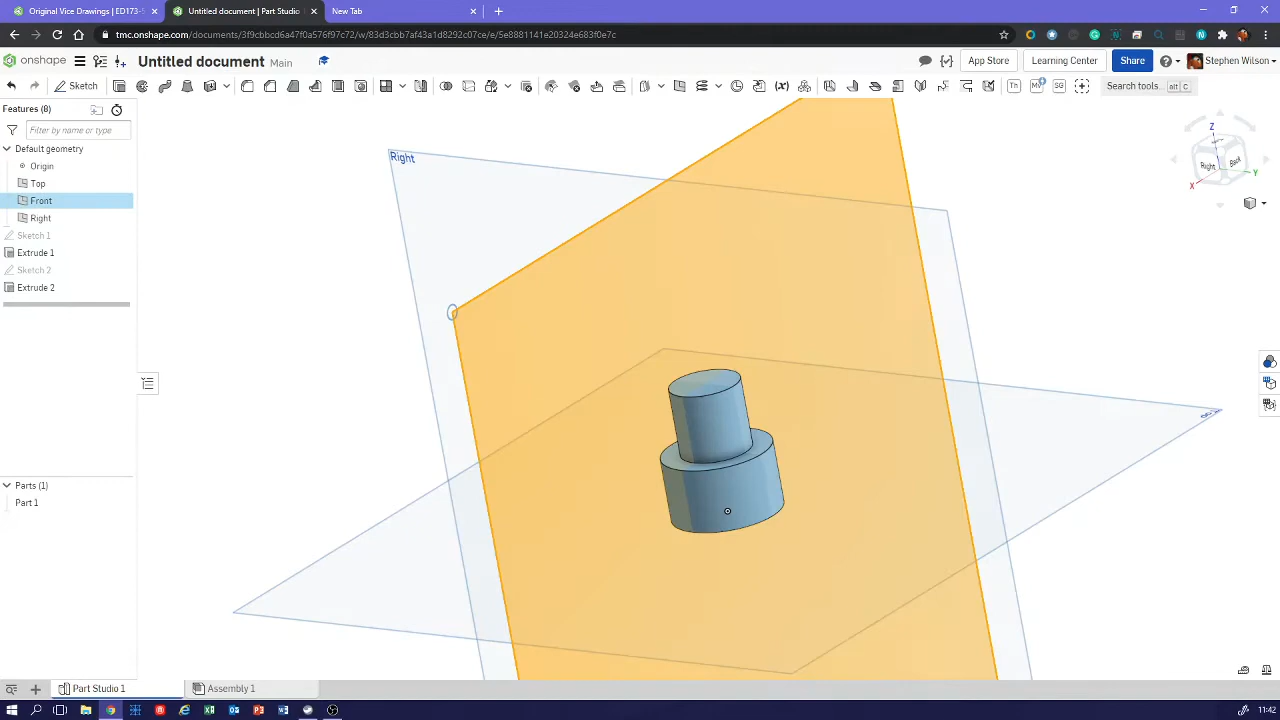 Original Vice Drawings | ED173-5
Untitled document | Part Studio
New Tab
tmc.onshape.com/documents/3f9cbbcd6a47f0a576f97c72/w/83d3cbb7af43a1d8292c07ce/e/5e8881141e20324e683f0e7c
onshape
Untitled document Main
App Store
Learning Center
Share
Stephen Wilson
Sketch
Search tools... alt C
Features (8)
Filter by name or type
Default geometry
Origin
Top
Front
Right
Sketch 1
Extrude 1
Sketch 2
Extrude 2
Parts (1)
Part 1
Right
Z
Right
Back
X
Y
Part Studio 1
Assembly 1
11:42